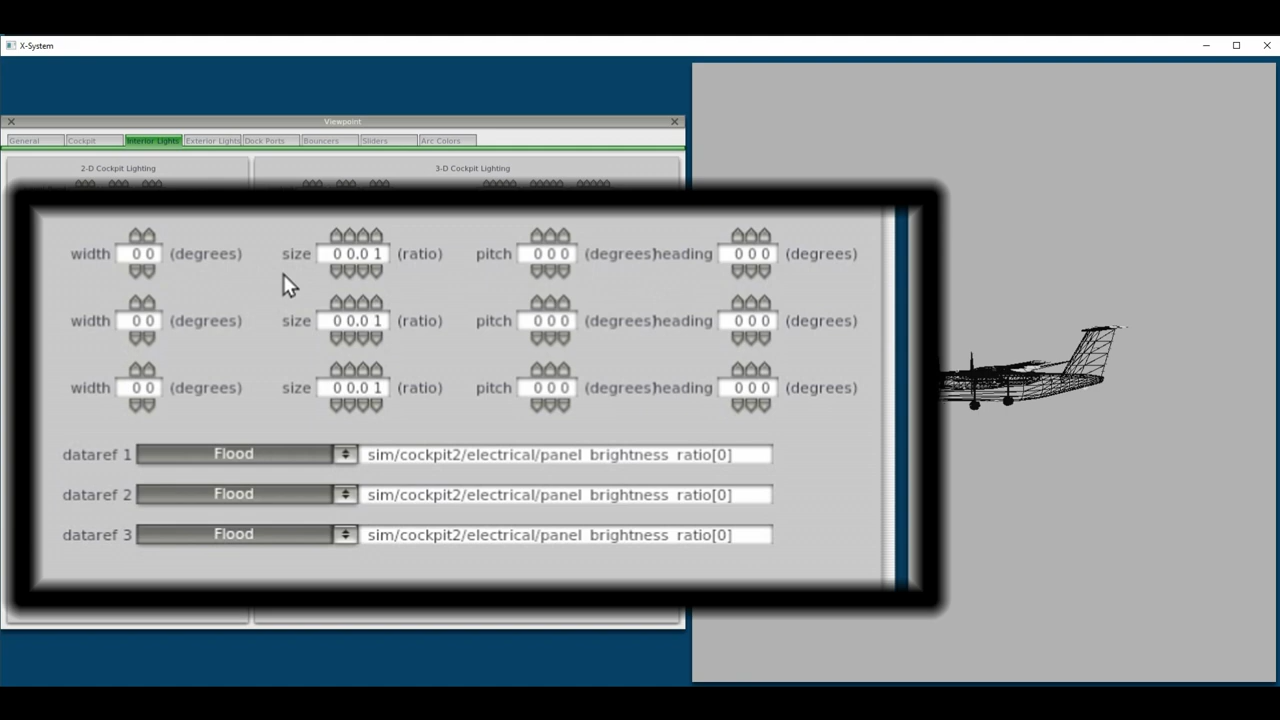 X-System
Viewpoint
General Cockpit Interior Lights Exterior Lights Dock Ports Bouncers Sliders Arc Colors
2-D Cockpit Lighting 3-D Cockpit Lighting
width 0 0 (degrees) size 0 0.0 1 (ratio) pitch 0 0 0 (degrees)heading 0 0 0 (degrees)
width 0 0 (degrees) size 0 0.0 1 (ratio) pitch 0 0 0 (degrees)heading 0 0 0 (degrees)
width 0 0 (degrees) size 0 0.0 1 (ratio) pitch 0 0 0 (degrees)heading 0 0 0 (degrees)
dataref 1 Flood sim/cockpit2/electrical/panel_brightness_ratio[0]
dataref 2 Flood sim/cockpit2/electrical/panel_brightness_ratio[0]
dataref 3 Flood sim/cockpit2/electrical/panel_brightness_ratio[0]